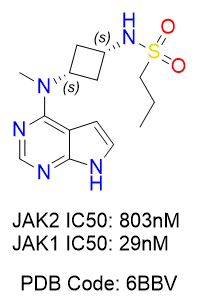 (s)
H
N
S
O
O
N
(s)
N
N
N
H
JAK2 IC50: 803nM
JAK1 IC50: 29nM
PDB Code: 6BBV